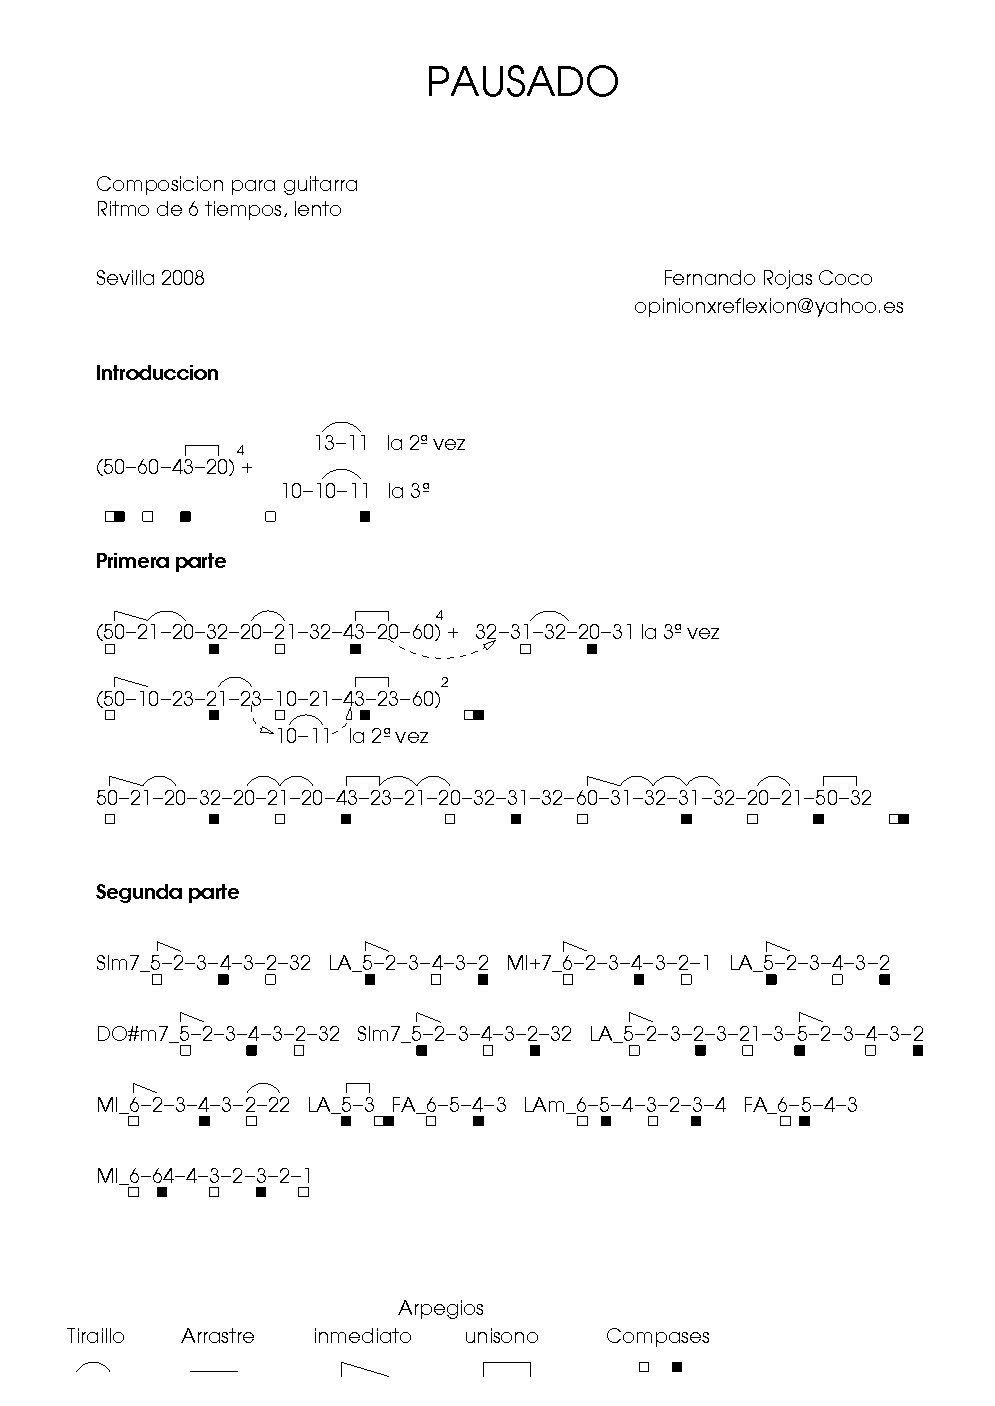 PAUSADO
Composicion para guitarra
Ritmo de 6 tiempos, lento
Sevilla 2008
Fernando Rojas Coco
opinionxreflexion@yahoo.es
Introduccion
13–11 la 2ª vez
(50–60–43–20)4 +
10–10–11 la 3ª
Primera parte
(50–21–20–32–20–21–32–43–20–60)4 + 32–31–32–20–31 la 3ª vez
(50–10–23–21–23–10–21–43–23–60)2
10–11 la 2ª vez
50–21–20–32–20–21–20–43–23–21–20–32–31–32–60–31–32–31–32–20–21–50–32
Segunda parte
SIm7_5–2–3–4–3–2–32 LA_5–2–3–4–3–2 MI+7_6–2–3–4–3–2–1 LA_5–2–3–4–3–2
DO#m7_5–2–3–4–3–2–32 SIm7_5–2–3–4–3–2–32 LA_5–2–3–2–3–21–3–5–2–3–4–3–2
MI_6–2–3–4–3–2–22 LA_5–3 FA_6–5–4–3 LAm_6–5–4–3–2–3–4 FA_6–5–4–3
MI_6–64–4–3–2–3–2–1
Arpegios
Tiraillo Arrastre inmediato unisono Compases